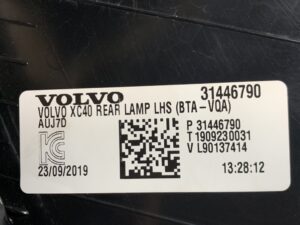 VOLVO 31446790
VOLVO XC40 REAR LAMP LHS (BTA-VQA)
AUJ7D
P 31446790
T 1909230031
V L90137414
23/09/2019 13:28:12